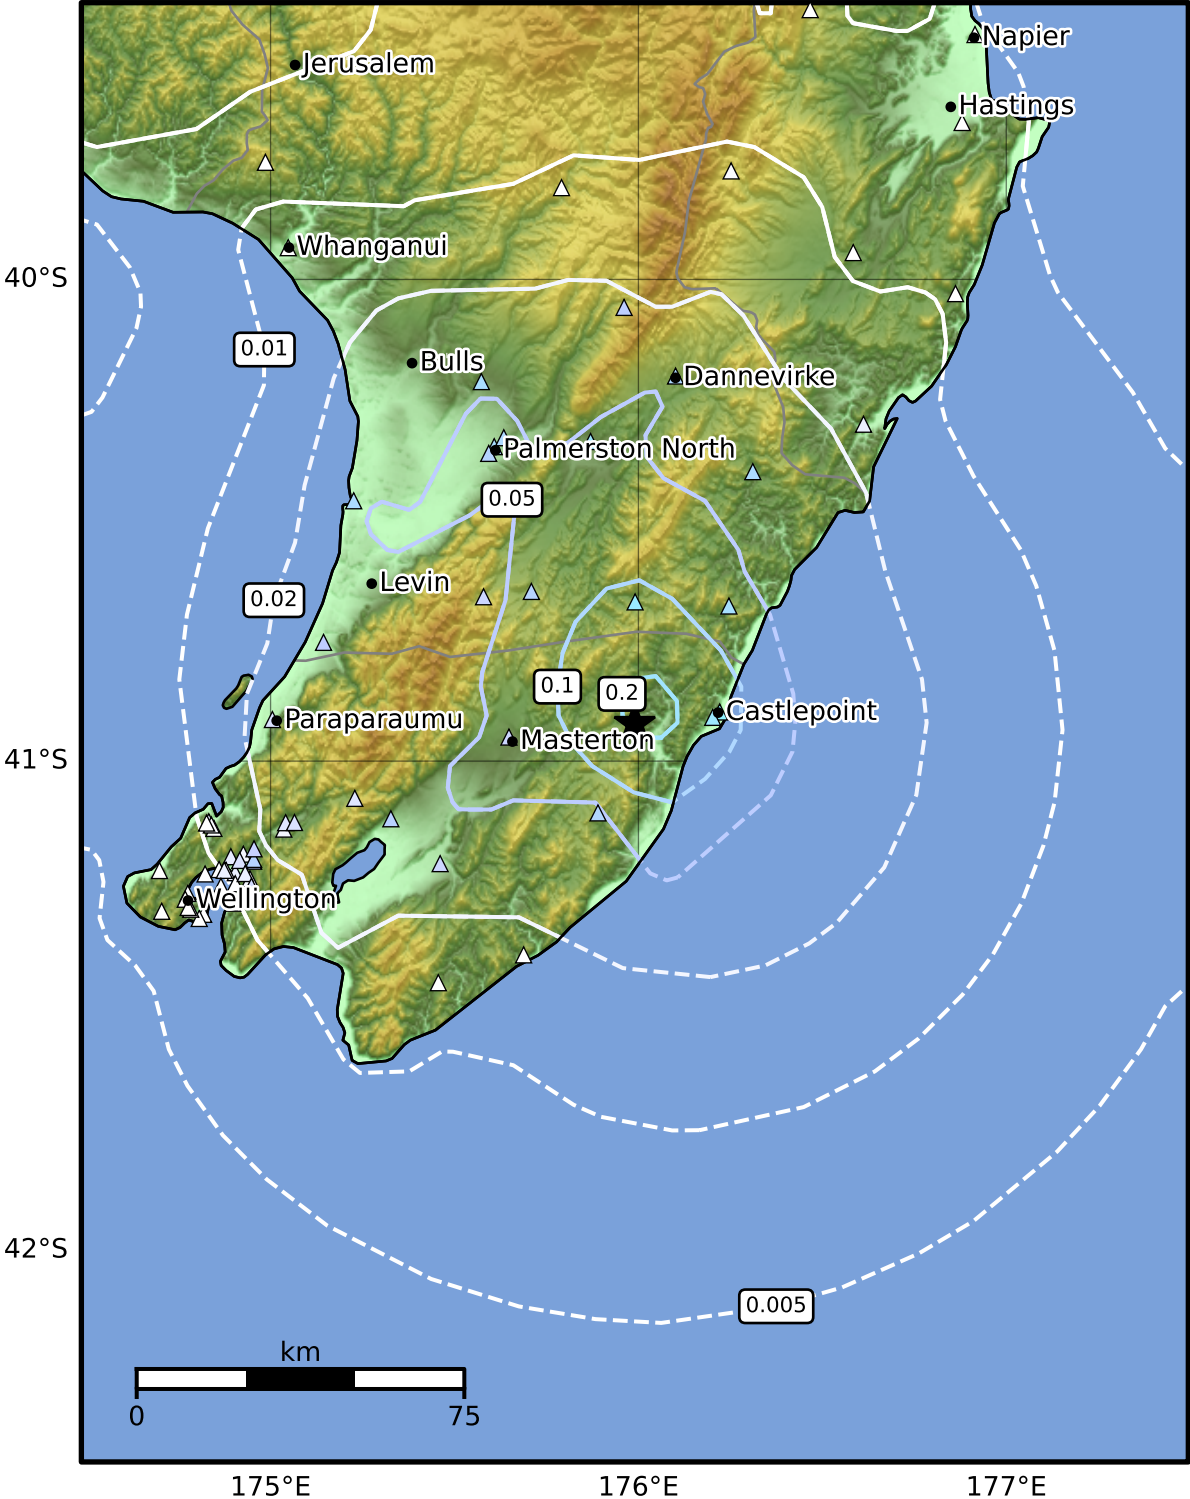 Napier
Jerusalem
Hastings
Whanganui
40°S
0.01
Bulls
Dannevirke
Palmerston North
0.05
Levin
0.02
0.1
0.2
Castlepoint
Paraparaumu
Masterton
41°S
Wellington
42°S
0.005
km
0
75
175°E
176°E
177°E